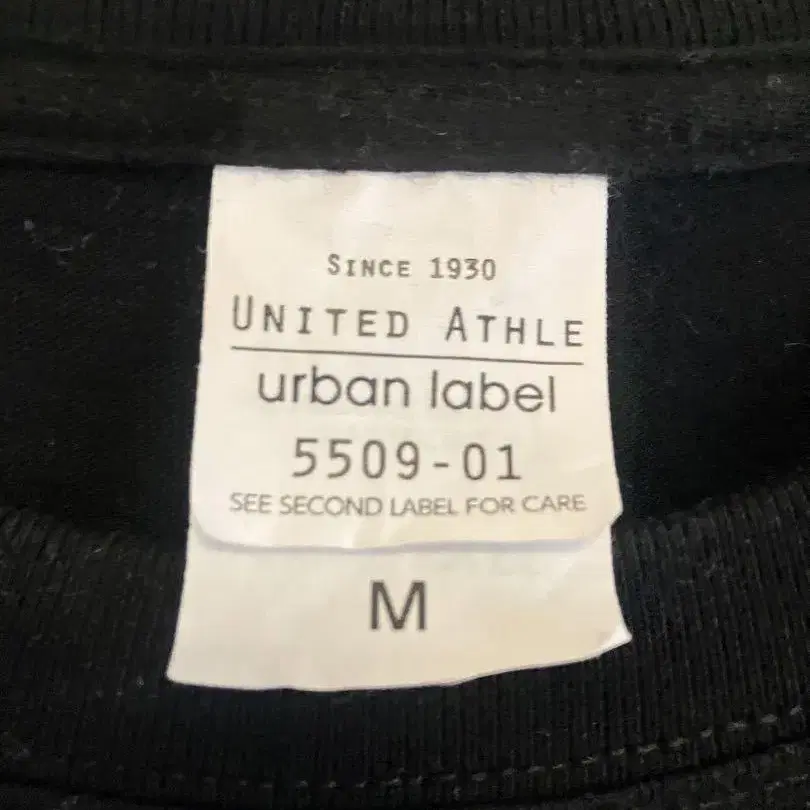 SINCE 1930
UNITED ATHLE
urban label
5509-01
SEE SECOND LABEL FOR CARE
M